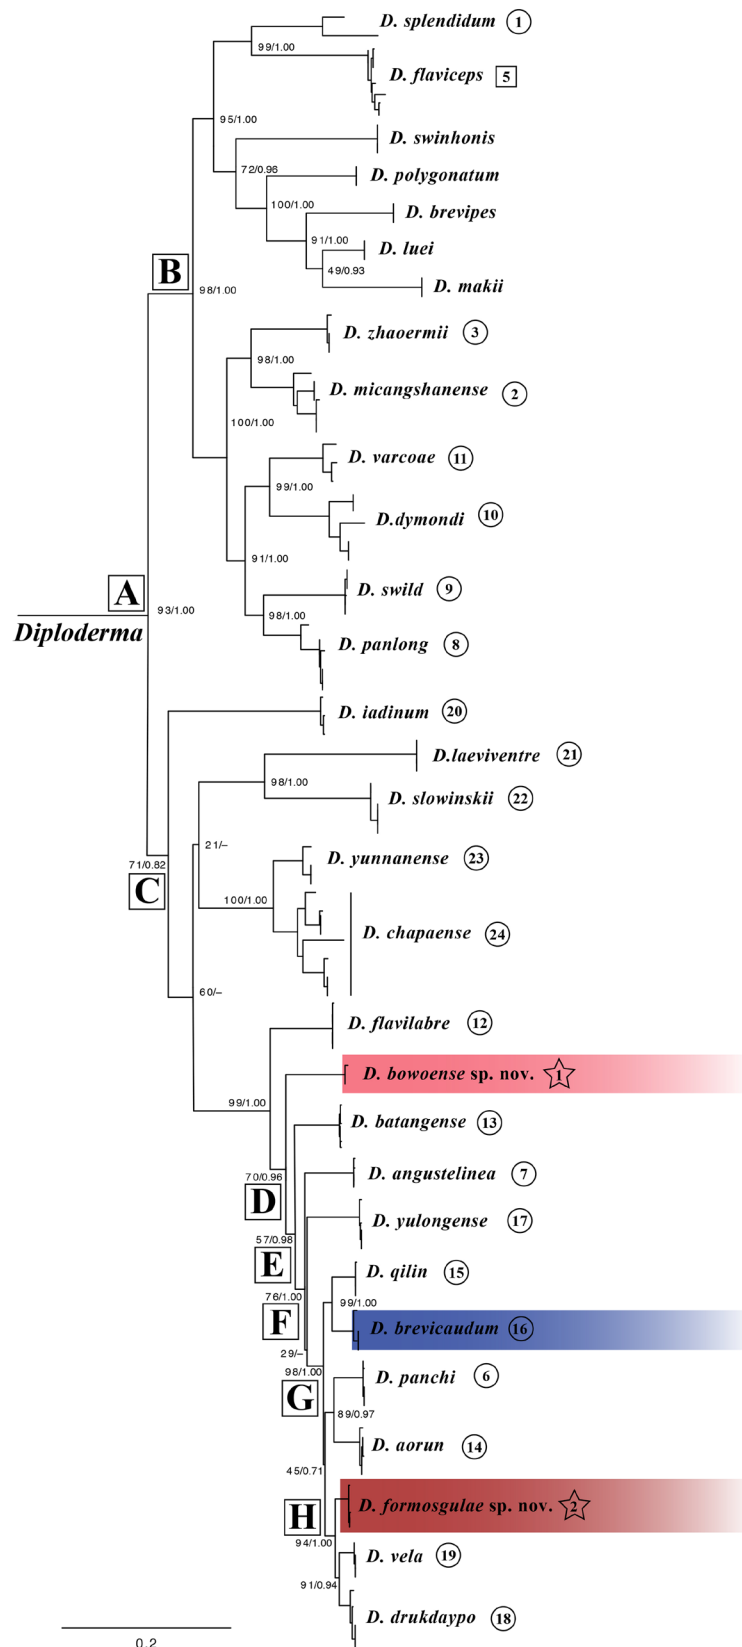 D. splendidum 1
99/1.00
D. flaviceps 5
95/1.00
D. swinhonis
72/0.96
D. polygonatum
100/1.00
D. brevipes
91/1.00
D. luei
49/0.93
B
D. makii
98/1.00
D. zhaoermii 3
98/1.00
D. micangshanense 2
100/1.00
D. varcoae 11
99/1.00
D.dymondi 10
91/1.00
D. swild 9
A
93/1.00
98/1.00
Diploderma
D. panlong 8
D. iadinum 20
D.laeviventre 21
98/1.00
D. slowinskii 22
21/–
D. yunnanense 23
71/0.82
C
100/1.00
D. chapaense 24
60/–
D. flavilabre 12
D. bowoense sp. nov. 1
99/1.00
D. batangense 13
D. angustelinea 7
70/0.96
D
D. yulongense 17
57/0.98
E
D. qilin 15
76/1.00
99/1.00
F
D. brevicaudum 16
29/–
98/1.00
D. panchi 6
G
89/0.97
D. aorun 14
45/0.71
D. formosgulae sp. nov. 2
H
94/1.00
D. vela 19
91/0.94
D. drukdaypo 18
0.2